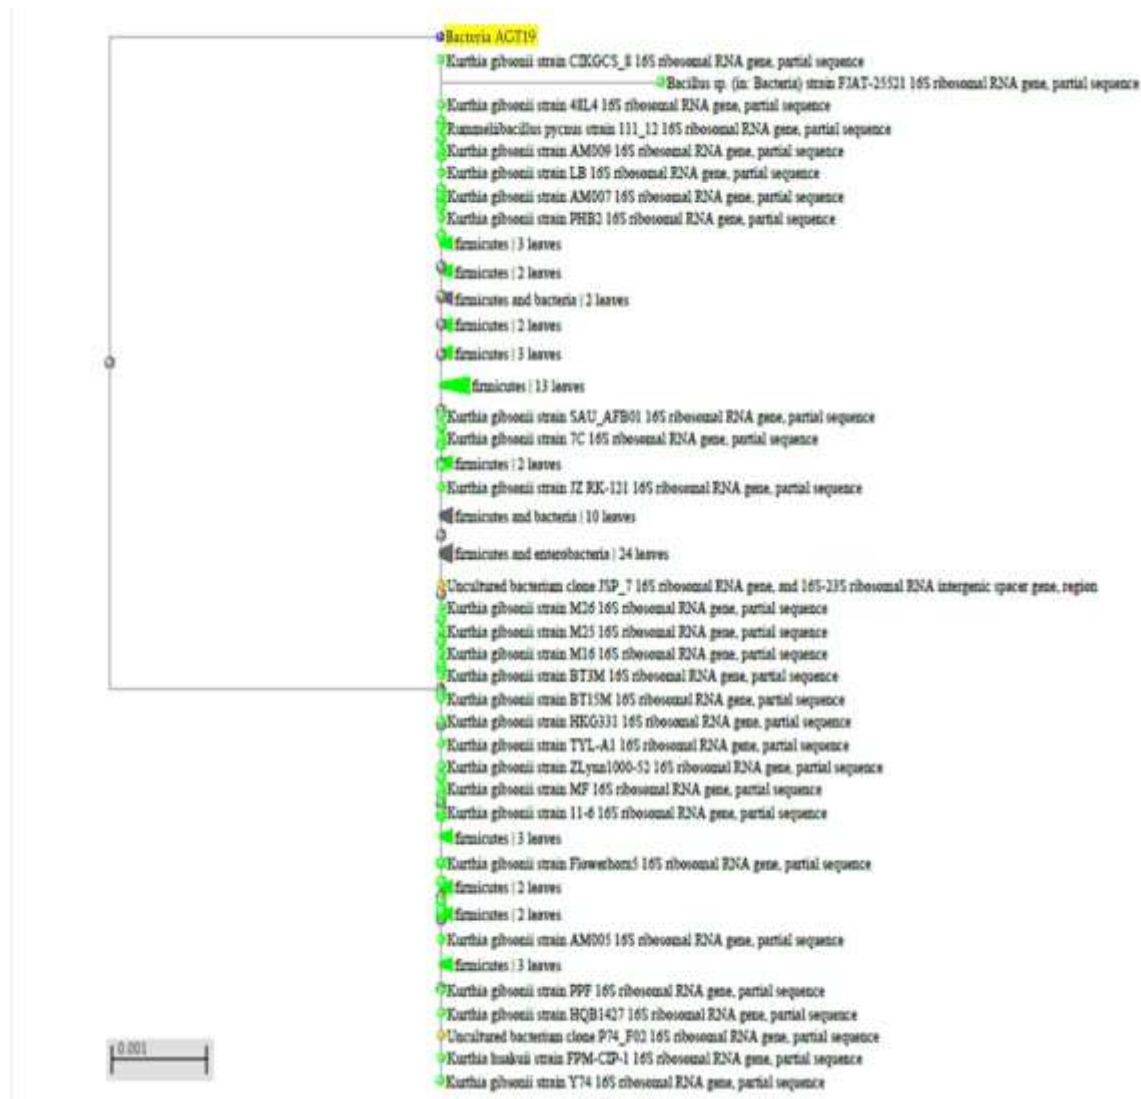 Bacteria AGT19
Kurthia gibsonii strain CIKGCS_8 16S ribosomal RNA gene, partial sequence
Bacillus sp. (in: Bacteria) strain FJAT-25521 16S ribosomal RNA gene, partial sequence
Kurthia gibsonii strain 48L4 16S ribosomal RNA gene, partial sequence
Rummeliibacillus pycnus strain 111_12 16S ribosomal RNA gene, partial sequence
Kurthia gibsonii strain AM009 16S ribosomal RNA gene, partial sequence
Kurthia gibsonii strain LB 16S ribosomal RNA gene, partial sequence
Kurthia gibsonii strain AM007 16S ribosomal RNA gene, partial sequence
Kurthia gibsonii strain PHB2 16S ribosomal RNA gene, partial sequence
firmicutes | 3 leaves
firmicutes | 2 leaves
firmicutes and bacteria | 2 leaves
firmicutes | 2 leaves
firmicutes | 3 leaves
firmicutes | 13 leaves
Kurthia gibsonii strain SAU_AFB01 16S ribosomal RNA gene, partial sequence
Kurthia gibsonii strain 7C 16S ribosomal RNA gene, partial sequence
firmicutes | 2 leaves
Kurthia gibsonii strain JZ RK-121 16S ribosomal RNA gene, partial sequence
firmicutes and bacteria | 10 leaves
firmicutes and enterobacteria | 24 leaves
Uncultured bacterium clone JSP_7 16S ribosomal RNA gene, and 16S-23S ribosomal RNA intergenic spacer gene, region
Kurthia gibsonii strain M26 16S ribosomal RNA gene, partial sequence
Kurthia gibsonii strain M25 16S ribosomal RNA gene, partial sequence
Kurthia gibsonii strain M16 16S ribosomal RNA gene, partial sequence
Kurthia gibsonii strain BT3M 16S ribosomal RNA gene, partial sequence
Kurthia gibsonii strain BT15M 16S ribosomal RNA gene, partial sequence
Kurthia gibsonii strain HKG331 16S ribosomal RNA gene, partial sequence
Kurthia gibsonii strain TYL-A1 16S ribosomal RNA gene, partial sequence
Kurthia gibsonii strain ZLynn1000-52 16S ribosomal RNA gene, partial sequence
Kurthia gibsonii strain MF 16S ribosomal RNA gene, partial sequence
Kurthia gibsonii strain 11-6 16S ribosomal RNA gene, partial sequence
firmicutes | 3 leaves
Kurthia gibsonii strain Flowerhorn5 16S ribosomal RNA gene, partial sequence
firmicutes | 2 leaves
firmicutes | 2 leaves
Kurthia gibsonii strain AM005 16S ribosomal RNA gene, partial sequence
firmicutes | 3 leaves
Kurthia gibsonii strain PPF 16S ribosomal RNA gene, partial sequence
Kurthia gibsonii strain HQB1427 16S ribosomal RNA gene, partial sequence
Uncultured bacterium clone P74_F02 16S ribosomal RNA gene, partial sequence
0.001
Kurthia huakuii strain FPM-CIP-1 16S ribosomal RNA gene, partial sequence
Kurthia gibsonii strain Y74 16S ribosomal RNA gene, partial sequence